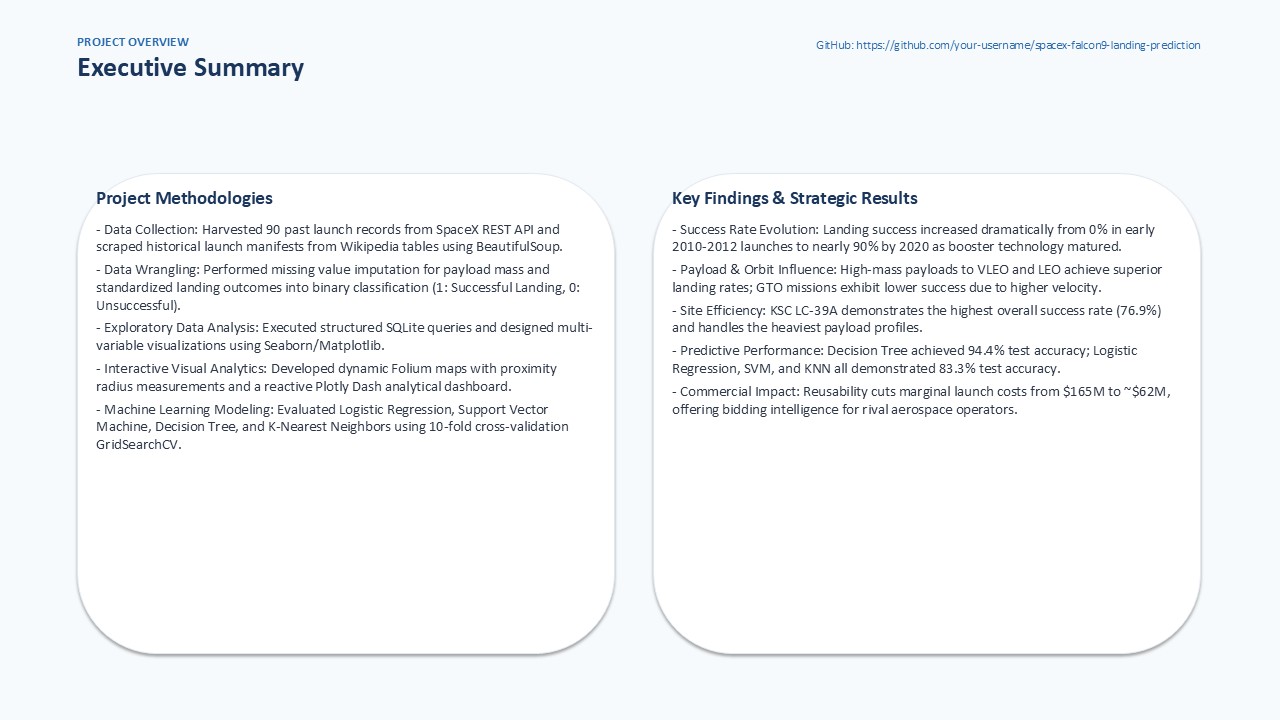 PROJECT OVERVIEW
Executive Summary
GitHub: https://github.com/your-username/spacex-falcon9-landing-prediction
Project Methodologies
- Data Collection: Harvested 90 past launch records from SpaceX REST API and
scraped historical launch manifests from Wikipedia tables using BeautifulSoup.
- Data Wrangling: Performed missing value imputation for payload mass and
standardized landing outcomes into binary classification (1: Successful Landing, 0:
Unsuccessful).
- Exploratory Data Analysis: Executed structured SQLite queries and designed multi-
variable visualizations using Seaborn/Matplotlib.
- Interactive Visual Analytics: Developed dynamic Folium maps with proximity
radius measurements and a reactive Plotly Dash analytical dashboard.
- Machine Learning Modeling: Evaluated Logistic Regression, Support Vector
Machine, Decision Tree, and K-Nearest Neighbors using 10-fold cross-validation
GridSearchCV.
Key Findings & Strategic Results
- Success Rate Evolution: Landing success increased dramatically from 0% in early
2010-2012 launches to nearly 90% by 2020 as booster technology matured.
- Payload & Orbit Influence: High-mass payloads to VLEO and LEO achieve superior
landing rates; GTO missions exhibit lower success due to higher velocity.
- Site Efficiency: KSC LC-39A demonstrates the highest overall success rate (76.9%)
and handles the heaviest payload profiles.
- Predictive Performance: Decision Tree achieved 94.4% test accuracy; Logistic
Regression, SVM, and KNN all demonstrated 83.3% test accuracy.
- Commercial Impact: Reusability cuts marginal launch costs from $165M to ~$62M,
offering bidding intelligence for rival aerospace operators.